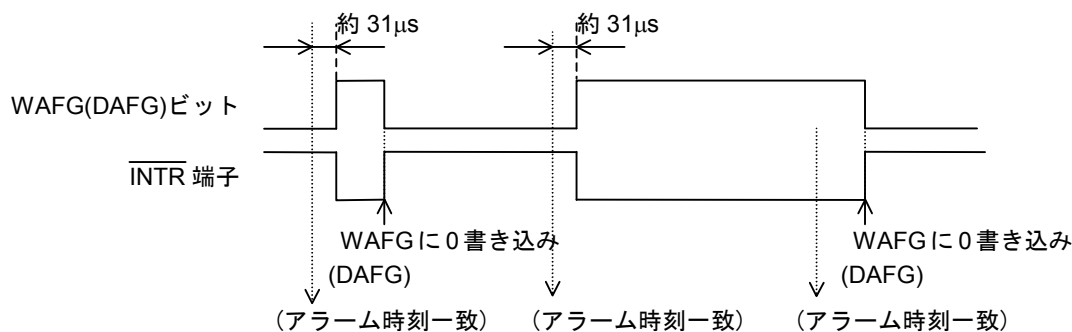 約 31μs 約 31μs
WAFG(DAFG)ビット
INTR 端子
WAFGに0書き込み WAFGに0書き込み
(DAFG) (DAFG)
(アラーム時刻一致) (アラーム時刻一致) (アラーム時刻一致)